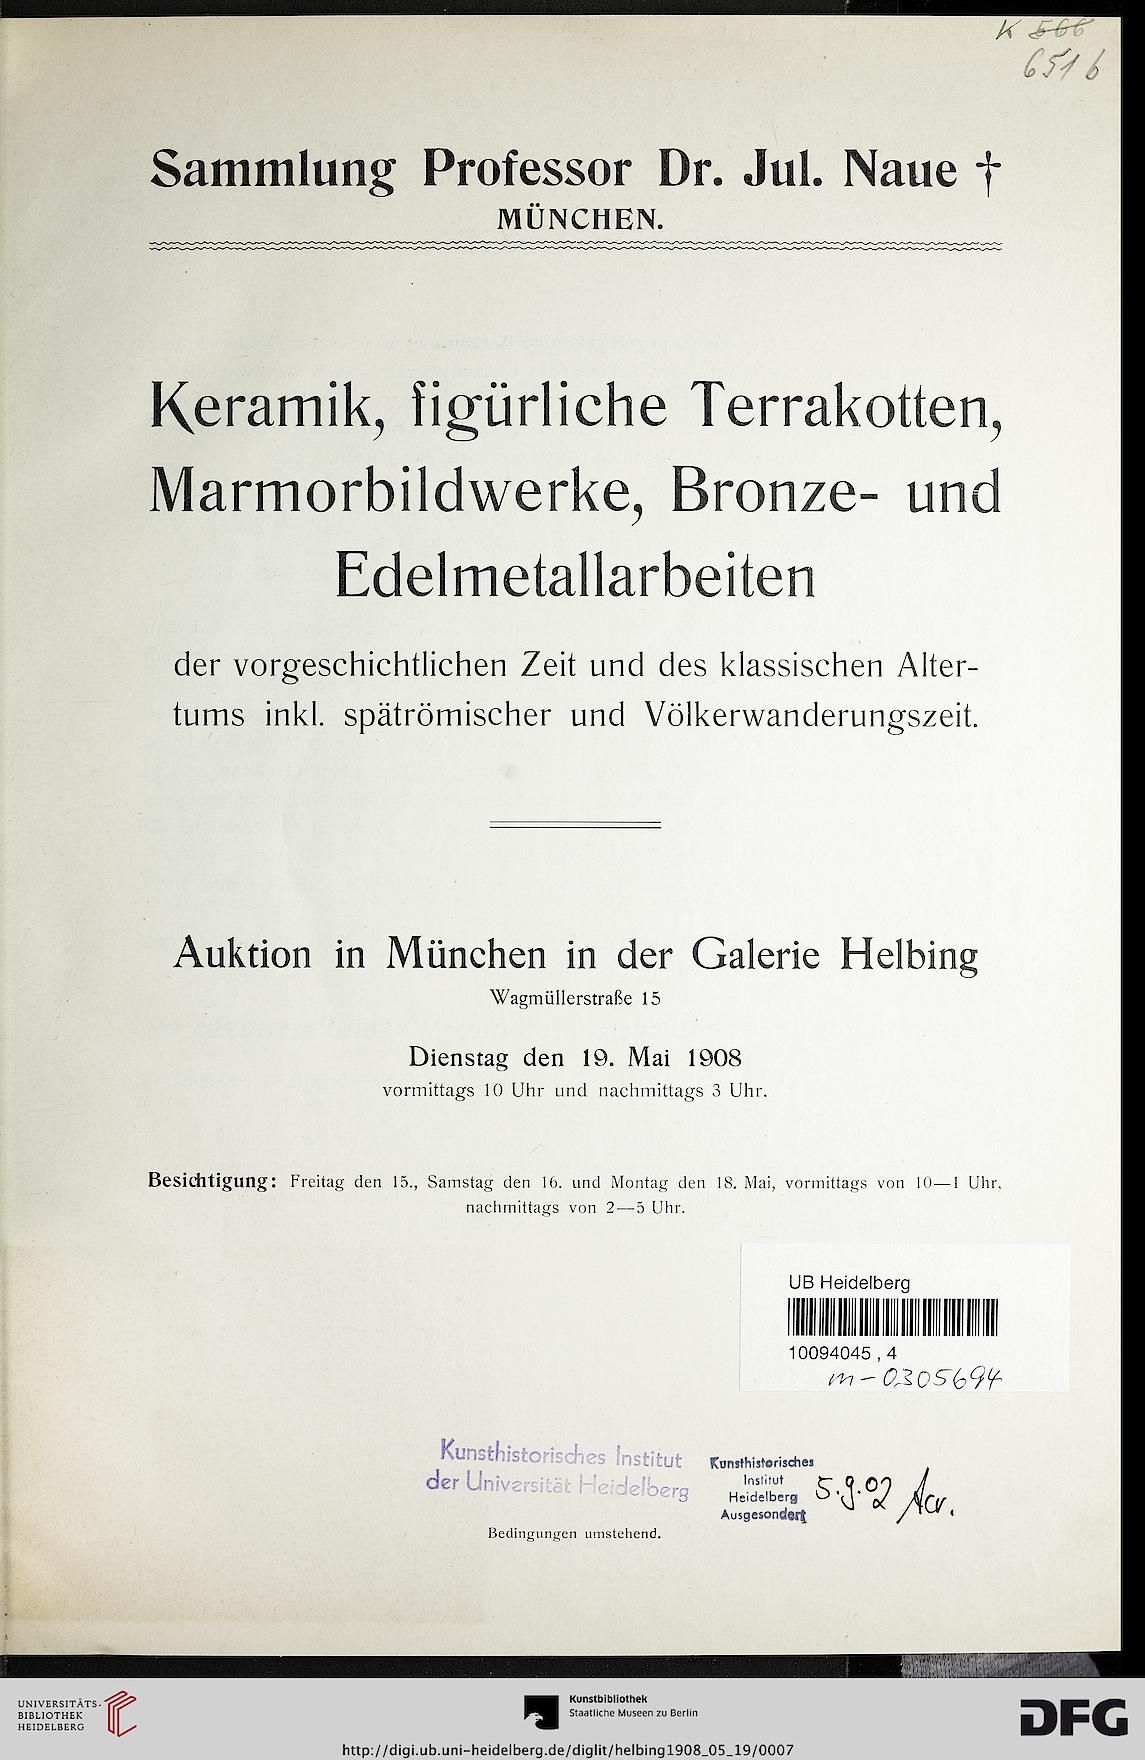 K 566
651 b
Sammlung Professor Dr. Jul. Naue †
MÜNCHEN.
Keramik, figürliche Terrakotten,
Marmorbildwerke, Bronze- und
Edelmetallarbeiten
der vorgeschichtlichen Zeit und des klassischen Alter-
tums inkl. spätrömischer und Völkerwanderungszeit.
Auktion in München in der Galerie Helbing
Wagmüllerstraße 15
Dienstag den 19. Mai 1908
vormittags 10 Uhr und nachmittags 3 Uhr.
Besichtigung: Freitag den 15., Samstag den 16. und Montag den 18. Mai, vormittags von 10—1 Uhr,
nachmittags von 2—5 Uhr.
UB Heidelberg
10094045 , 4
m-0305694
Kunsthistorisches Institut
der Universität Heidelberg
Kunsthistorisches
Institut
Heidelberg
Ausgesondert
5.9.02
Bedingungen umstehend.
UNIVERSITÄTS-
BIBLIOTHEK
HEIDELBERG
Kunstbibliothek
Staatliche Museen zu Berlin
DFG
http://digi.ub.uni-heidelberg.de/diglit/helbing1908_05_19/0007